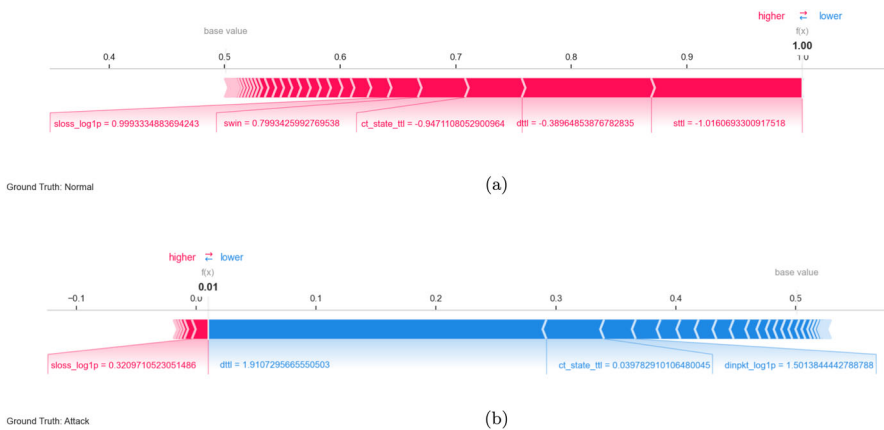 higher ⇄ lower
base value f(x)
1.00
0.4 0.5 0.6 0.7 0.8 0.9 1.0
sloss_log1p = 0.9993334883694243 swin = 0.7993425992769538 ct_state_ttl = -0.9471108052900964 dttl = -0.38964853876782835 sttl = -1.0160693300917518
(a)
Ground Truth: Normal
higher ⇄ lower
f(x) base value
0.01
−0.1 0.0 0.1 0.2 0.3 0.4 0.5
sloss_log1p = 0.3209710523051486 dttl = 1.9107295665550503 ct_state_ttl = 0.039782910106480045 dinpkt_log1p = 1.5013844442788788
(b)
Ground Truth: Attack